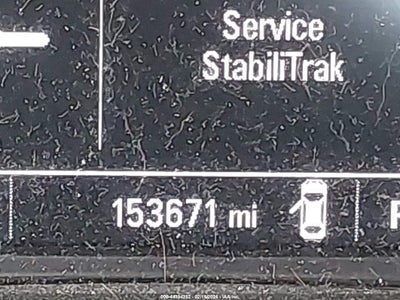 Service
StabiliTrak
153671 mi